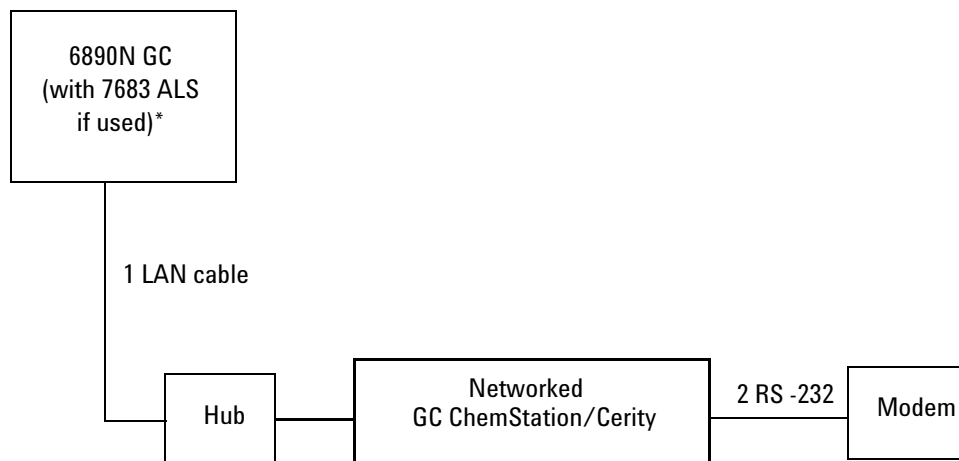 6890N GC
(with 7683 ALS
if used)*
1 LAN cable
Hub
Networked
GC ChemStation/Cerity
2 RS -232
Modem